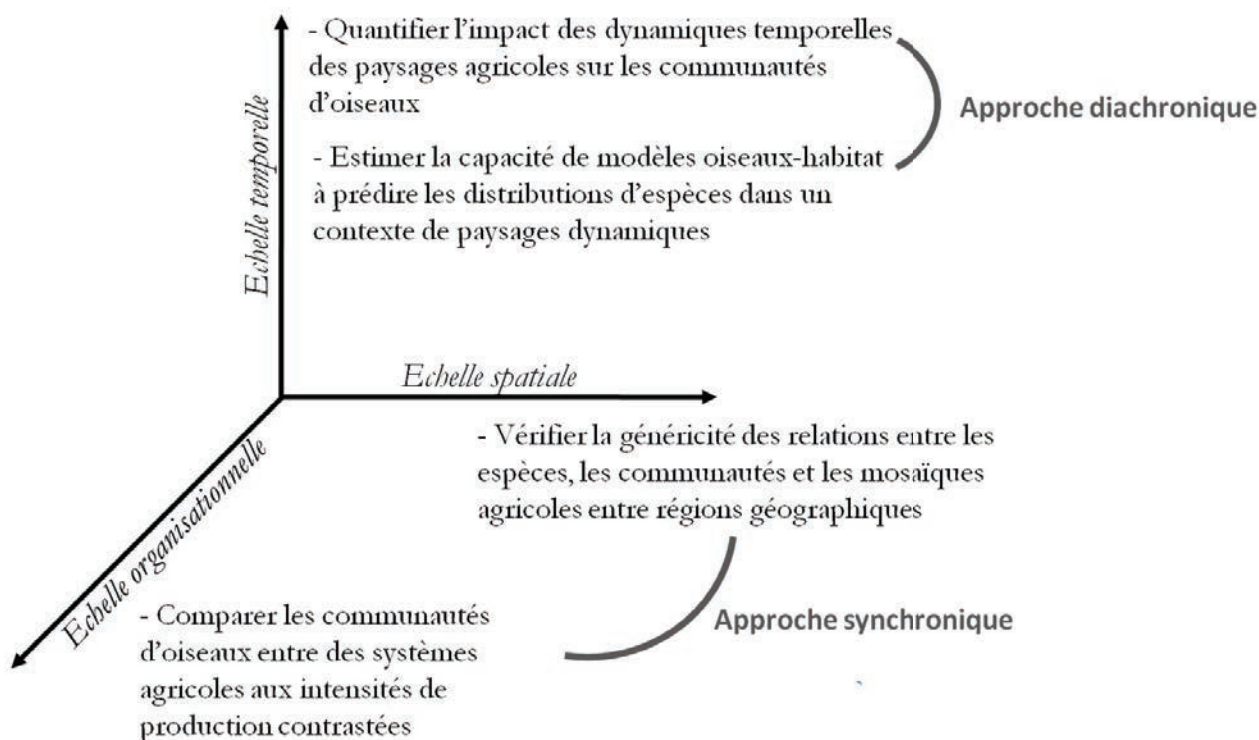 - Quantifier l’impact des dynamiques temporelles
des paysages agricoles sur les communautés
d’oiseaux
Approche diachronique
- Estimer la capacité de modèles oiseaux-habitat
à prédire les distributions d’espèces dans un
contexte de paysages dynamiques
Echelle temporelle
Echelle spatiale
- Vérifier la généricité des relations entre les
espèces, les communautés et les mosaïques
agricoles entre régions géographiques
Echelle organisationnelle
- Comparer les communautés
d’oiseaux entre des systèmes
agricoles aux intensités de
production contrastées
Approche synchronique